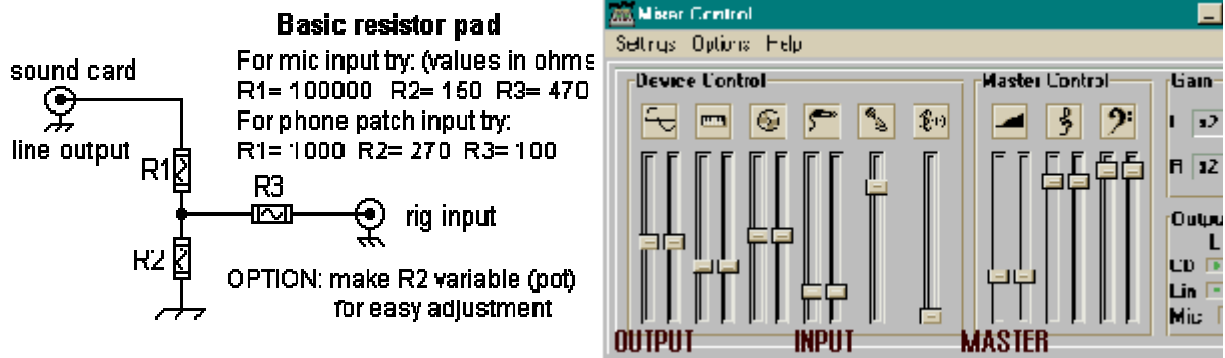 Basic resistor pad
For mic input try: (values in ohms
R1= 100000 R2= 150 R3= 470
For phone patch input try:
R1= 1000 R2= 270 R3= 100
sound card
line output
R1
R3
rig input
R2
OPTION: make R2 variable (pot)
for easy adjustment
Mixer Control
Settings Options Help
Device Control
Master Control
Gain
L x2
R x2
Outpu
L
CD
Lin
Mic
OUTPUT
INPUT
MASTER